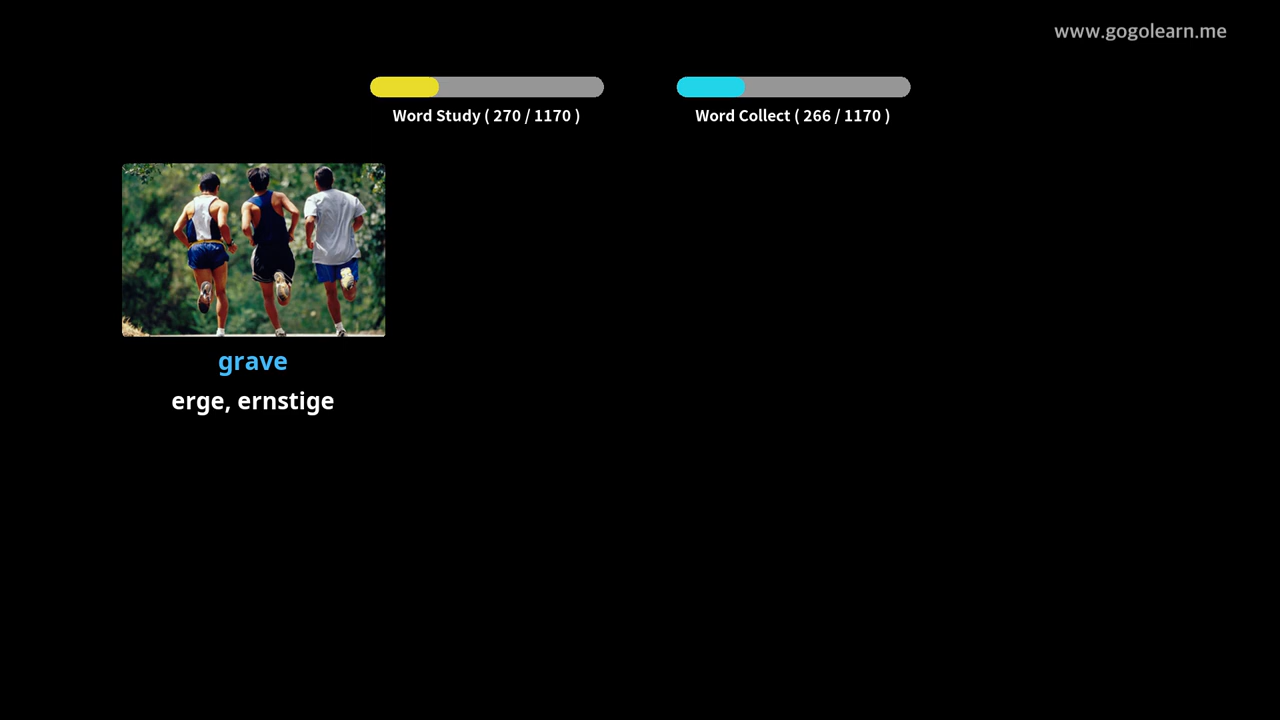 www.gogolearn.me
Word Study ( 270 / 1170 )
Word Collect ( 266 / 1170 )
grave
erge, ernstige